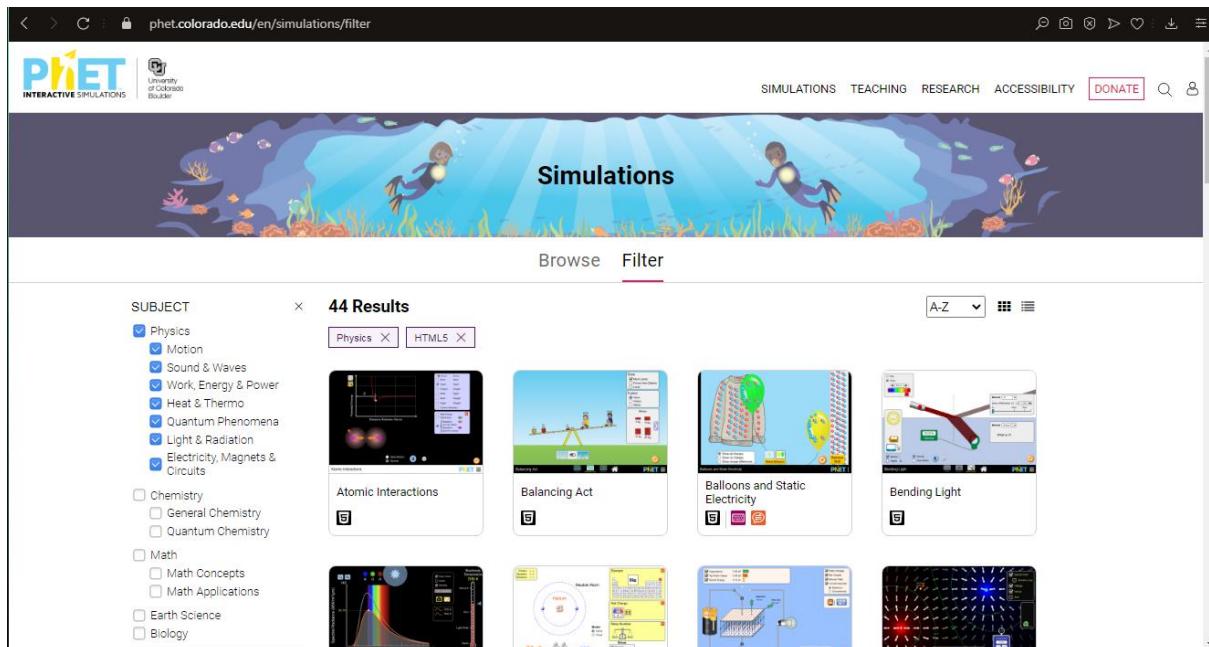 phet.colorado.edu/en/simulations/filter
PhET
INTERACTIVE SIMULATIONS
University
of Colorado
Boulder
SIMULATIONS TEACHING RESEARCH ACCESSIBILITY DONATE
Simulations
Browse Filter
SUBJECT ×
Physics
Motion
Sound & Waves
Work, Energy & Power
Heat & Thermo
Quantum Phenomena
Light & Radiation
Electricity, Magnets &
Circuits
Chemistry
General Chemistry
Quantum Chemistry
Math
Math Concepts
Math Applications
Earth Science
Biology
44 Results
A-Z
Physics × HTML5 ×
Atomic Interactions
Balancing Act
Balloons and Static
Electricity
Bending Light